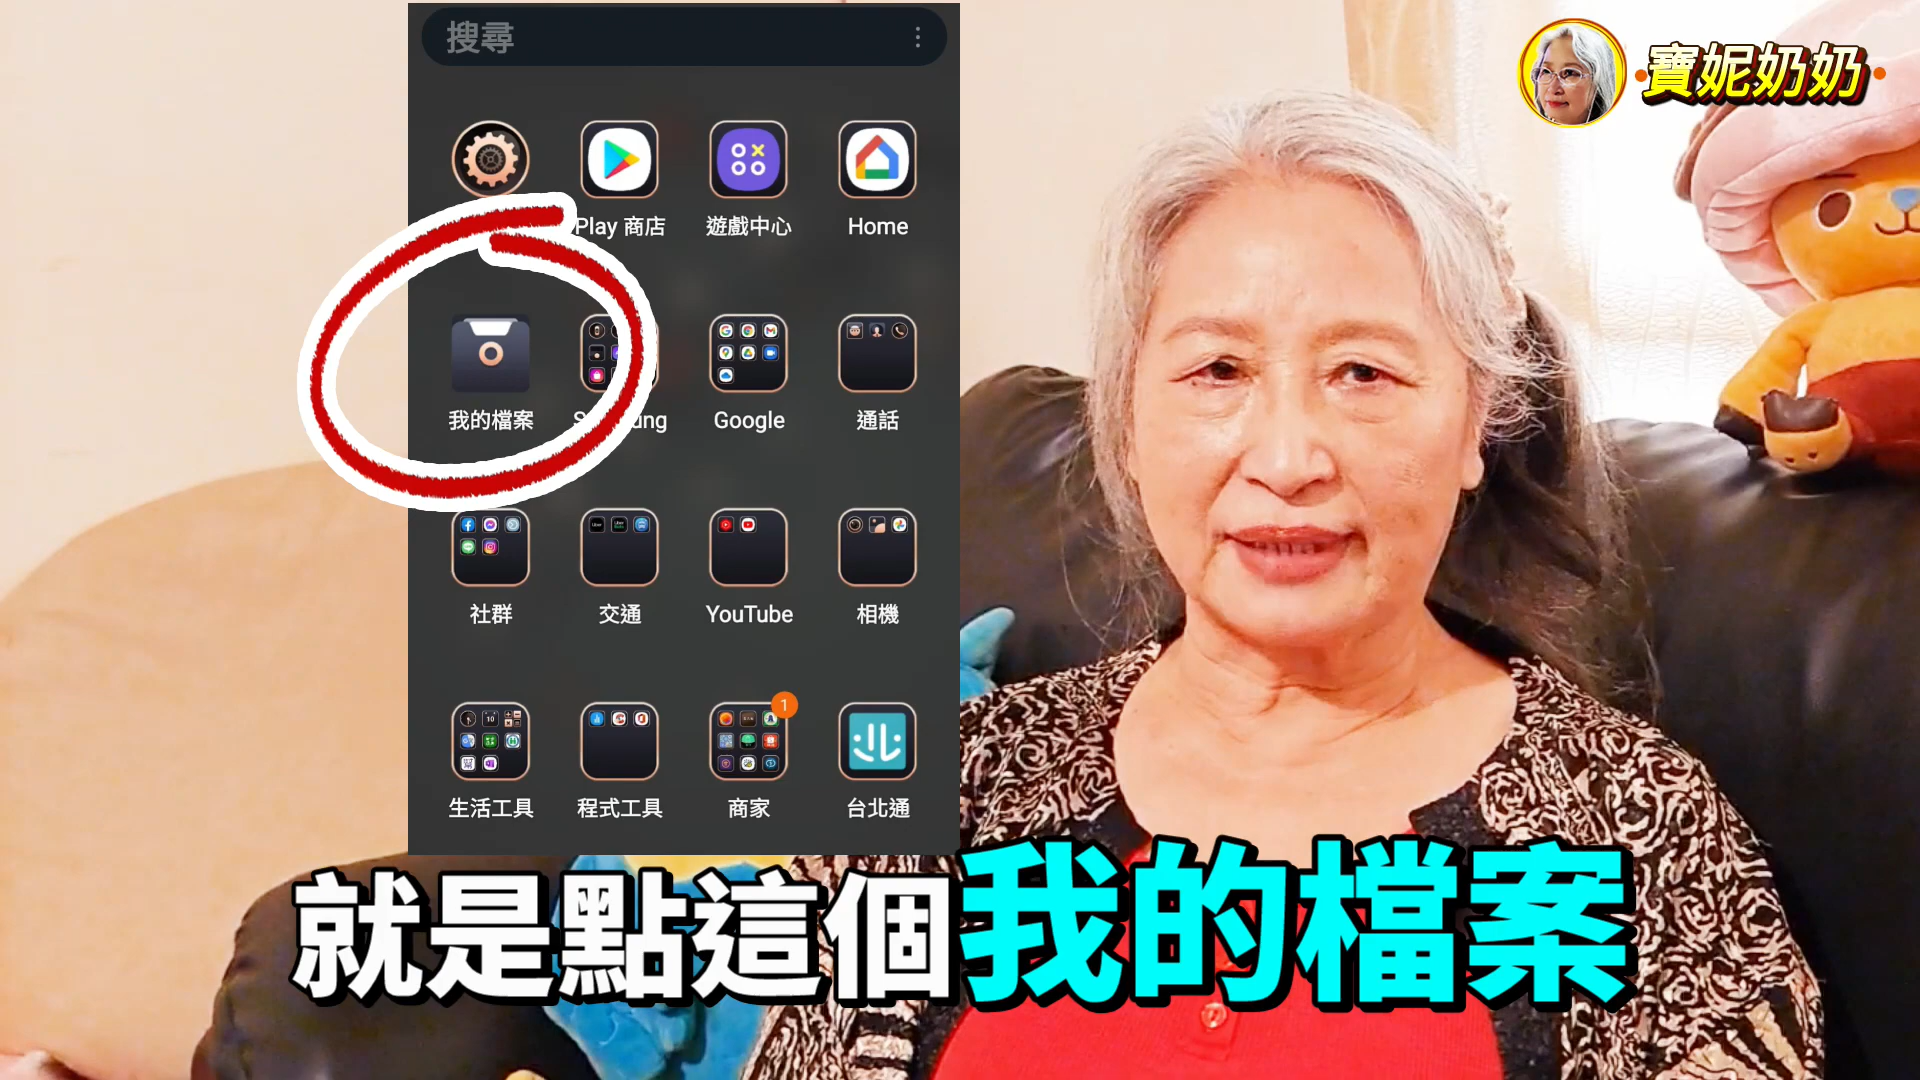 搜尋
寶妮奶奶
Play 商店
遊戲中心
Home
我的檔案
Google
通話
社群
交通
YouTube
相機
1
生活工具
程式工具
商家
台北通
就是點這個我的檔案